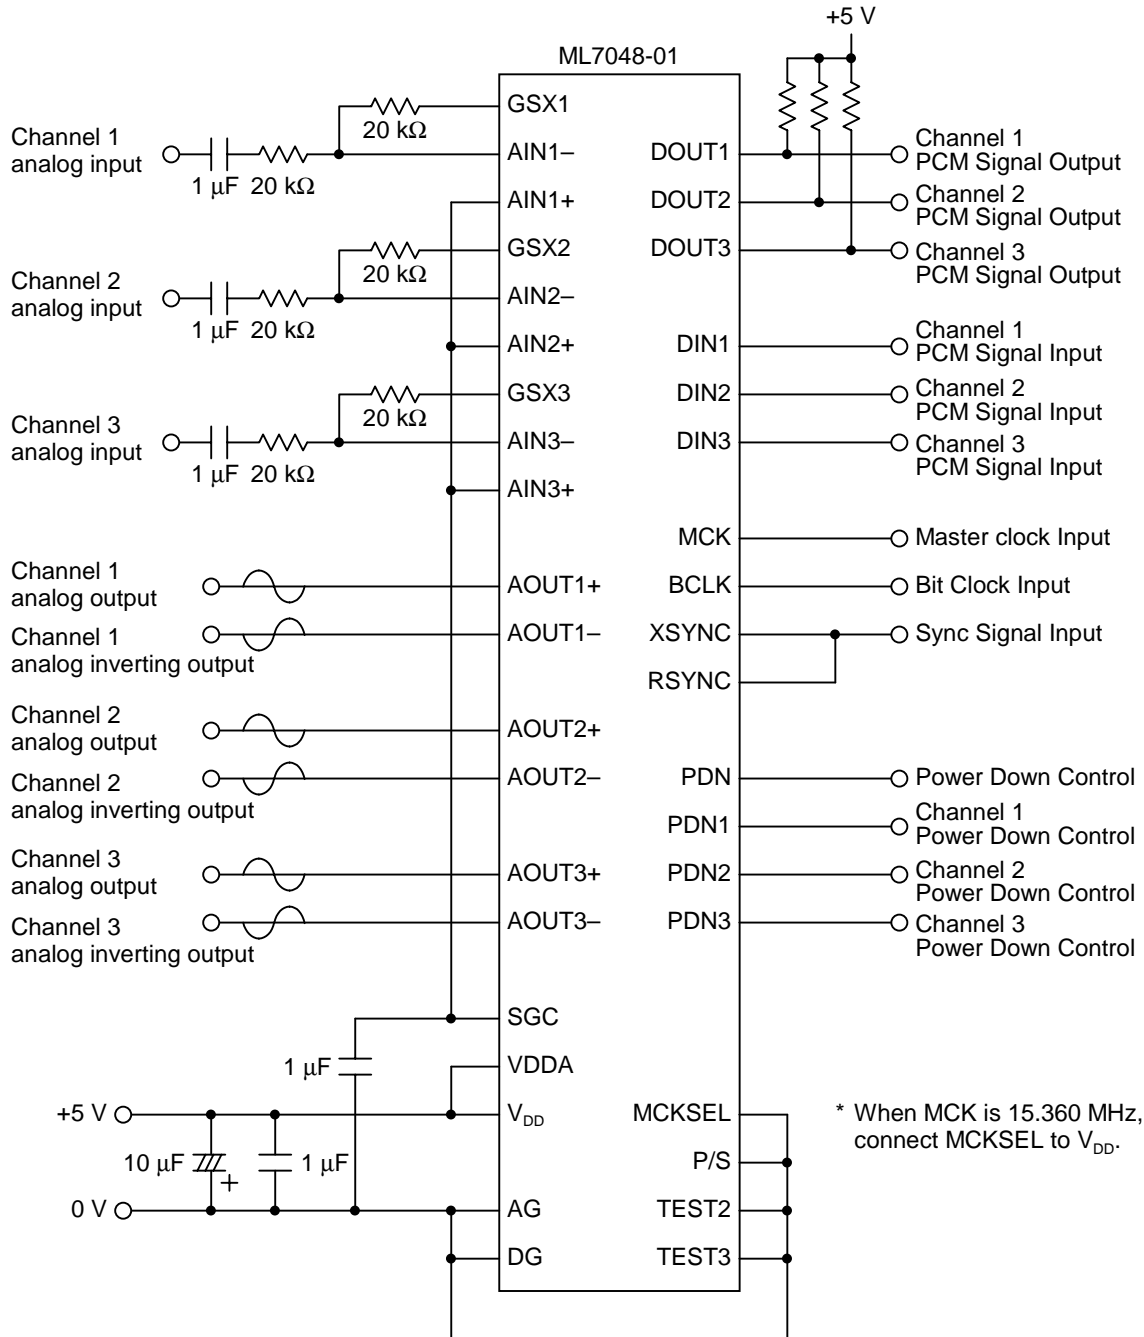 +5 V
ML7048-01
Channel 1
analog input
1 μF
20 kΩ
20 kΩ
Channel 2
analog input
1 μF
20 kΩ
20 kΩ
Channel 3
analog input
1 μF
20 kΩ
20 kΩ
Channel 1
analog output
Channel 1
analog inverting output
Channel 2
analog output
Channel 2
analog inverting output
Channel 3
analog output
Channel 3
analog inverting output
1 μF
+5 V
10 μF
+
1 μF
0 V
GSX1
AIN1–
AIN1+
GSX2
AIN2–
AIN2+
GSX3
AIN3–
AIN3+
AOUT1+
AOUT1–
AOUT2+
AOUT2–
AOUT3+
AOUT3–
SGC
VDDA
VDD
AG
DG
DOUT1
DOUT2
DOUT3
DIN1
DIN2
DIN3
MCK
BCLK
XSYNC
RSYNC
PDN
PDN1
PDN2
PDN3
MCKSEL
P/S
TEST2
TEST3
Channel 1
PCM Signal Output
Channel 2
PCM Signal Output
Channel 3
PCM Signal Output
Channel 1
PCM Signal Input
Channel 2
PCM Signal Input
Channel 3
PCM Signal Input
Master clock Input
Bit Clock Input
Sync Signal Input
Power Down Control
Channel 1
Power Down Control
Channel 2
Power Down Control
Channel 3
Power Down Control
* When MCK is 15.360 MHz,
connect MCKSEL to VDD.